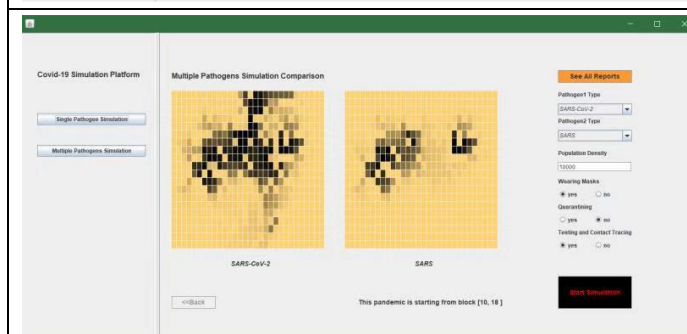 Covid-19 Simulation Platform
Single Pathogen Simulation
Multiple Pathogens Simulation
Multiple Pathogens Simulation Comparison
SARS-CoV-2
SARS
<<Back
This pandemic is starting from block [10, 18 ]
See All Reports
Pathogen1 Type
SARS-CoV-2
Pathogen2 Type
SARS
Population Density
10000
Wearing Masks
yes no
Quarantining
yes no
Testing and Contact Tracing
yes no
Start Simulation